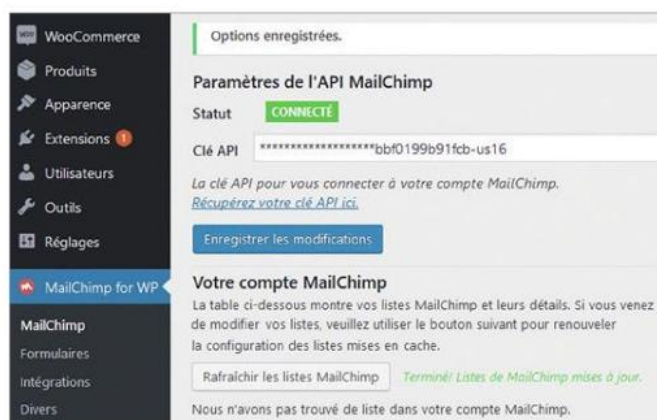 WooCommerce
Produits
Apparence
Extensions 1
Utilisateurs
Outils
Réglages
MailChimp for WP
MailChimp
Formulaires
Intégrations
Divers
Options enregistrées.
Paramètres de l'API MailChimp
Statut CONNECTÉ
Clé API *******************bbf0199b91fcb-us16
La clé API pour vous connecter à votre compte MailChimp.
Récupérez votre clé API ici.
Enregistrer les modifications
Votre compte MailChimp
La table ci-dessous montre vos listes MailChimp et leurs détails. Si vous venez
de modifier vos listes, veuillez utiliser le bouton suivant pour renouveler
la configuration des listes mises en cache.
Rafraîchir les listes MailChimp Terminé! Listes de MailChimp mises à jour.
Nous n'avons pas trouvé de liste dans votre compte MailChimp.